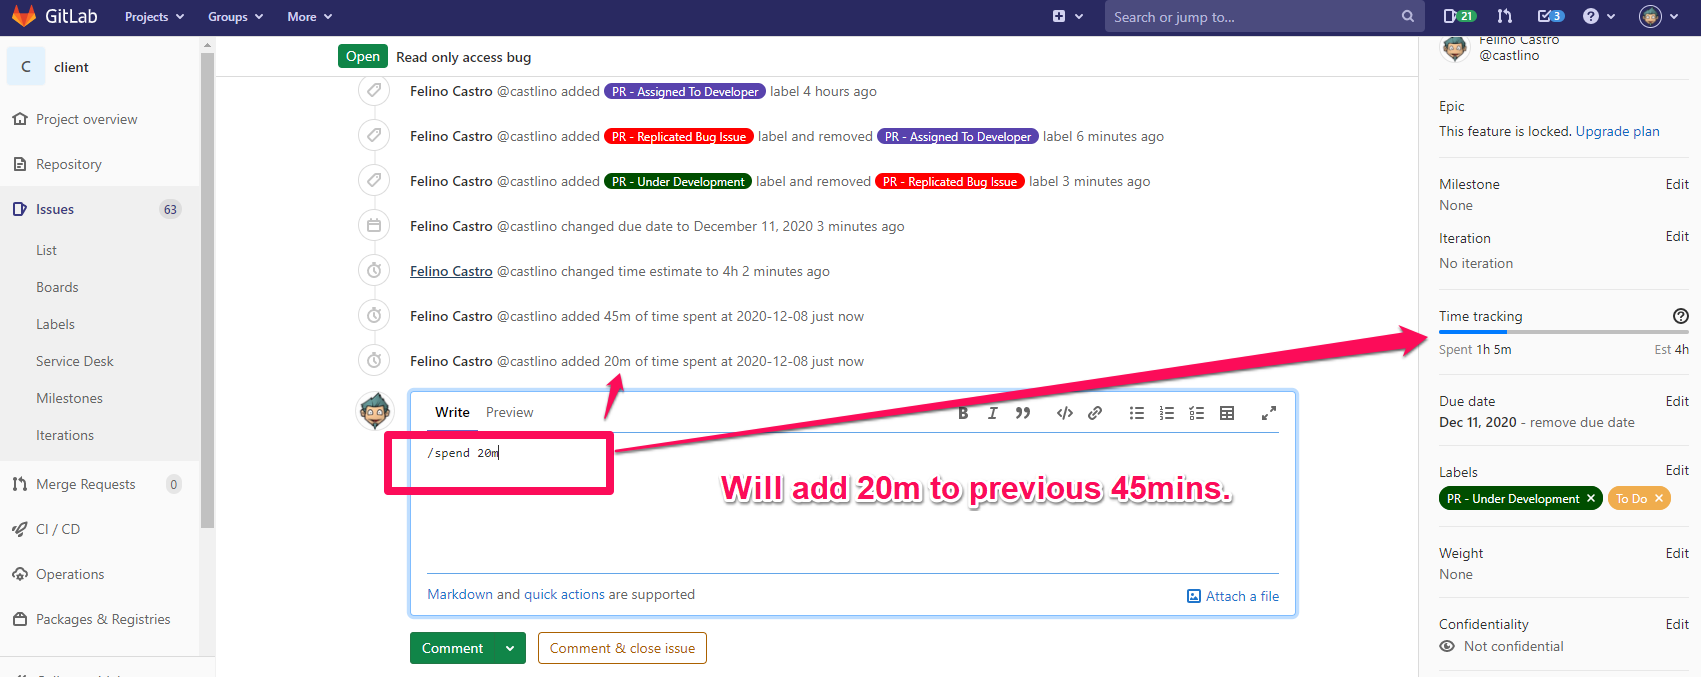 GitLab Projects Groups More Search or jump to... 21 3
C client
Project overview
Repository
Issues 63
List
Boards
Labels
Service Desk
Milestones
Iterations
Merge Requests 0
CI / CD
Operations
Packages & Registries
Open Read only access bug
Felino Castro @castlino added PR - Assigned To Developer label 4 hours ago
Felino Castro @castlino added PR - Replicated Bug Issue label and removed PR - Assigned To Developer label 6 minutes ago
Felino Castro @castlino added PR - Under Development label and removed PR - Replicated Bug Issue label 3 minutes ago
Felino Castro @castlino changed due date to December 11, 2020 3 minutes ago
Felino Castro @castlino changed time estimate to 4h 2 minutes ago
Felino Castro @castlino added 45m of time spent at 2020-12-08 just now
Felino Castro @castlino added 20m of time spent at 2020-12-08 just now
Write Preview
/spend 20m
Will add 20m to previous 45mins.
Markdown and quick actions are supported
Attach a file
Comment Comment & close issue
Felino Castro
@castlino
Epic
This feature is locked. Upgrade plan
Milestone Edit
None
Iteration Edit
No iteration
Time tracking
Spent 1h 5m Est 4h
Due date Edit
Dec 11, 2020 - remove due date
Labels Edit
PR - Under Development × To Do ×
Weight Edit
None
Confidentiality Edit
Not confidential